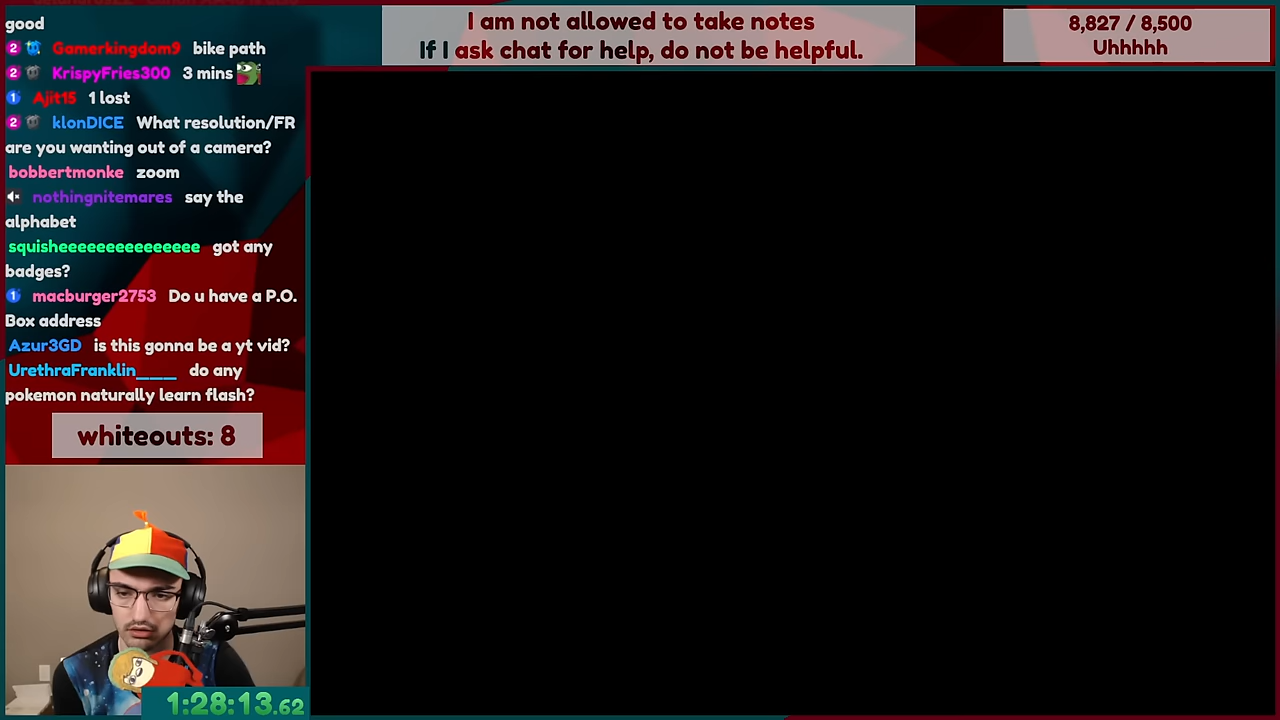 good
Gamerkingdom9 bike path
KrispyFries300 3 mins
Ajit15 1 lost
klonDICE What resolution/FR
are you wanting out of a camera?
bobbertmonke zoom
nothingnitemares say the
alphabet
squisheeeeeeeeeeeeeee got any
badges?
macburger2753 Do u have a P.O.
Box address
Azur3GD is this gonna be a yt vid?
UrethraFranklin___ do any
pokemon naturally learn flash?
whiteouts: 8
1:28:13.62
I am not allowed to take notes
If I ask chat for help, do not be helpful.
8,827 / 8,500
Uhhhhh